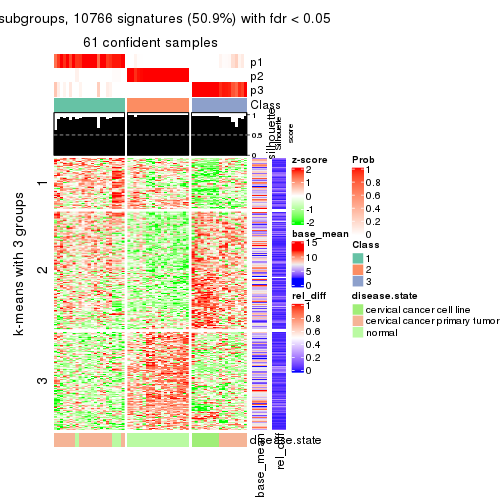 subgroups, 10766 signatures (50.9%) with fdr < 0.05
61 confident samples
p1
p2
p3
Class
1
0.5
0
silhouette
Silhouette
score
k-means with 3 groups
1
2
3
z-score
2
1
0
-1
-2
base_mean
15
10
5
0
rel_diff
1
0.8
0.6
0.4
0.2
0
Prob
1
0.8
0.6
0.4
0.2
0
Class
1
2
3
disease.state
cervical cancer cell line
cervical cancer primary tumor
normal
disease.state
base_mean
rel_diff